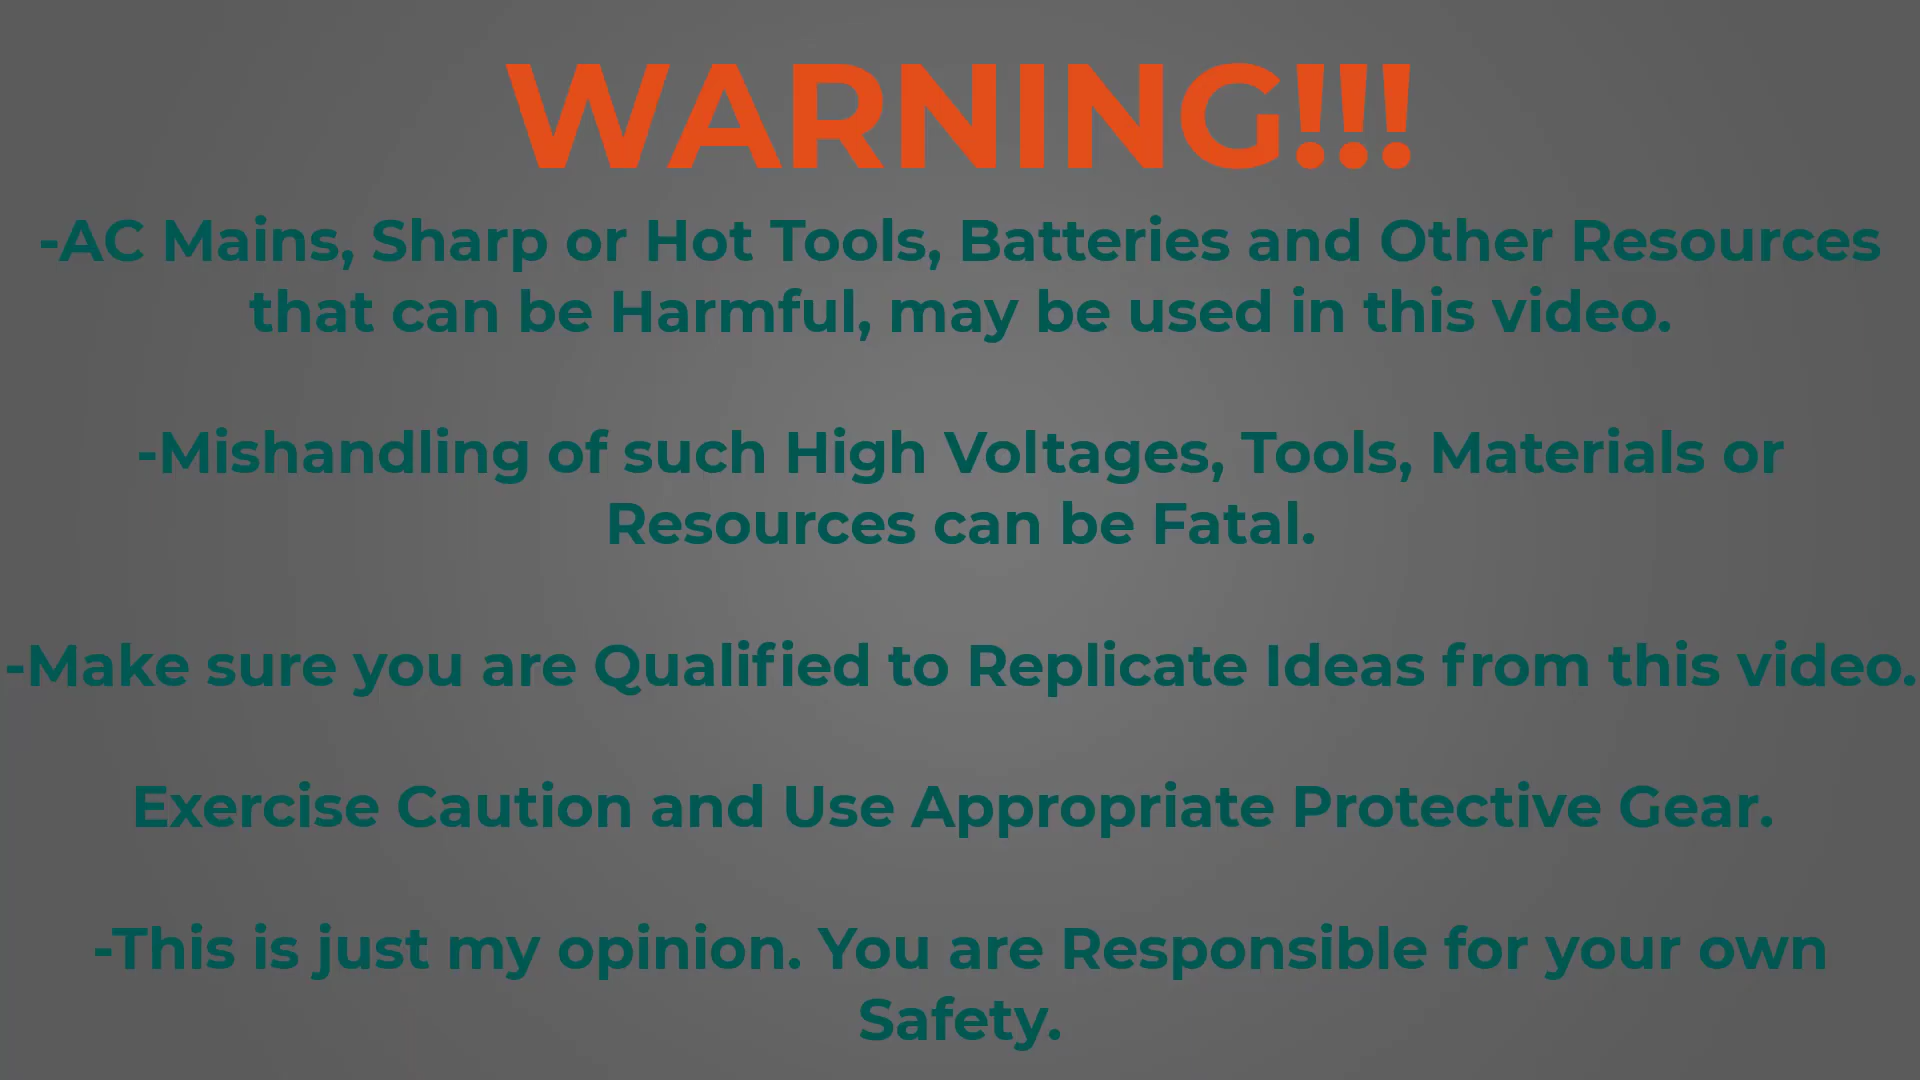 WARNING!!!
-AC Mains, Sharp or Hot Tools, Batteries and Other Resources
that can be Harmful, may be used in this video.
-Mishandling of such High Voltages, Tools, Materials or
Resources can be Fatal.
-Make sure you are Qualified to Replicate Ideas from this video.
Exercise Caution and Use Appropriate Protective Gear.
-This is just my opinion. You are Responsible for your own
Safety.